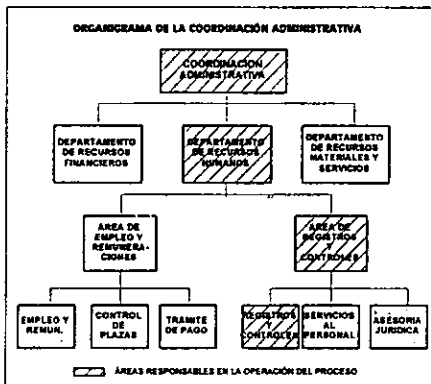 ORGANIGRAMA DE LA COORDINACIÓN ADMINISTRATIVA
COORDINACION
ADMINISTRATIVA
DEPARTAMENTO
DE RECURSOS
FINANCIEROS
DEPARTAMENTO
DE RECURSOS
HUMANOS
DEPARTAMENTO
DE RECURSOS
MATERIALES Y
SERVICIOS
AREA DE
EMPLEO Y
REMUNERA-
CIONES
AREA DE
REGISTROS
Y
CONTROLES
EMPLEO Y
REMUN.
CONTROL
DE
PLAZAS
TRAMITE
DE PAGO
REGISTROS
Y
CONTROLES
SERVICIOS
AL
PERSONAL
ASESORIA
JURIDICA
ÁREAS RESPONSABLES EN LA OPERACIÓN DEL PROCESO